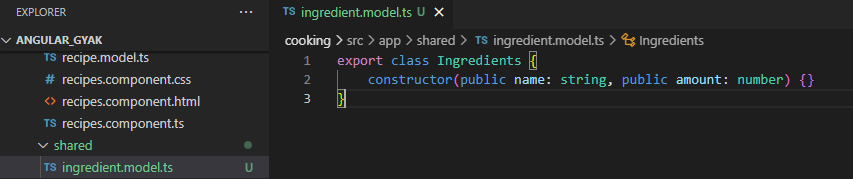 EXPLORER
...
ANGULAR_GYAK
TS recipe.model.ts
# recipes.component.css
<> recipes.component.html
TS recipes.component.ts
shared
TS ingredient.model.ts U
TS ingredient.model.ts U ×
cooking > src > app > shared > TS ingredient.model.ts > Ingredients
1 export class Ingredients {
2 constructor(public name: string, public amount: number) {}
3 }